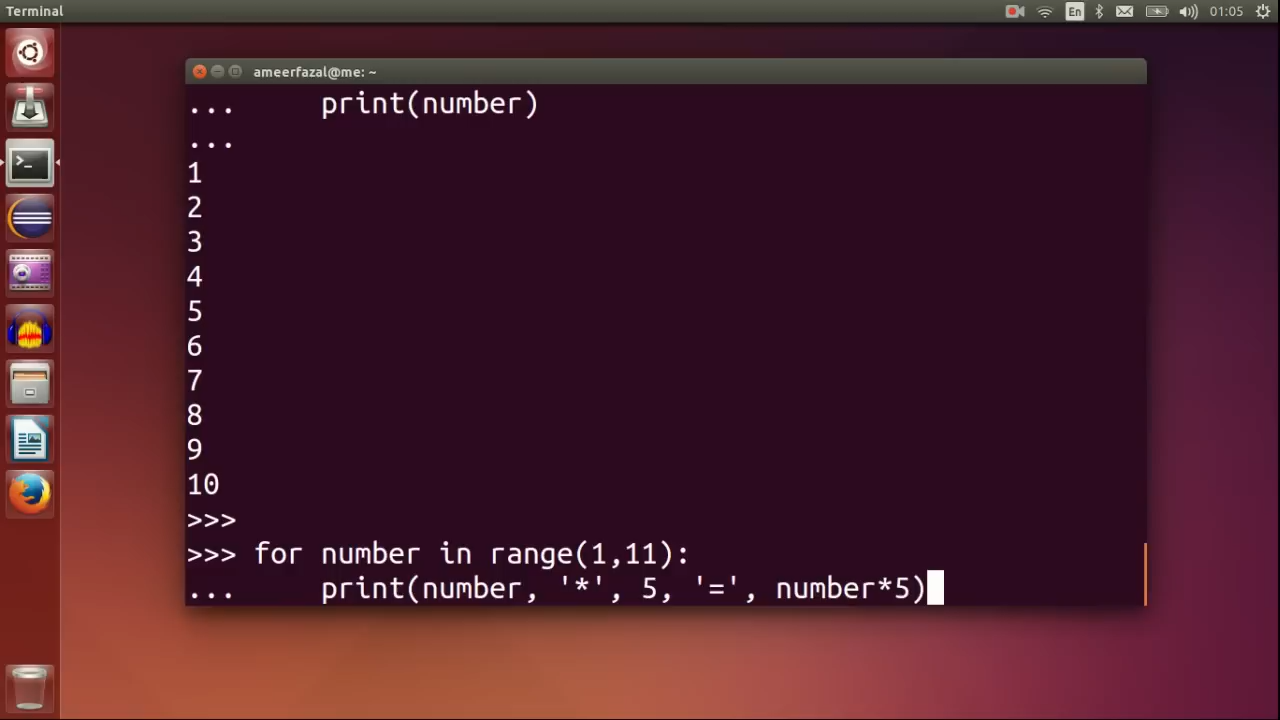 Terminal
En
01:05
ameerfazal@me: ~
... print(number)
...
1
2
3
4
5
6
7
8
9
10
>>>
>>> for number in range(1,11):
... print(number, '*', 5, '=', number*5)